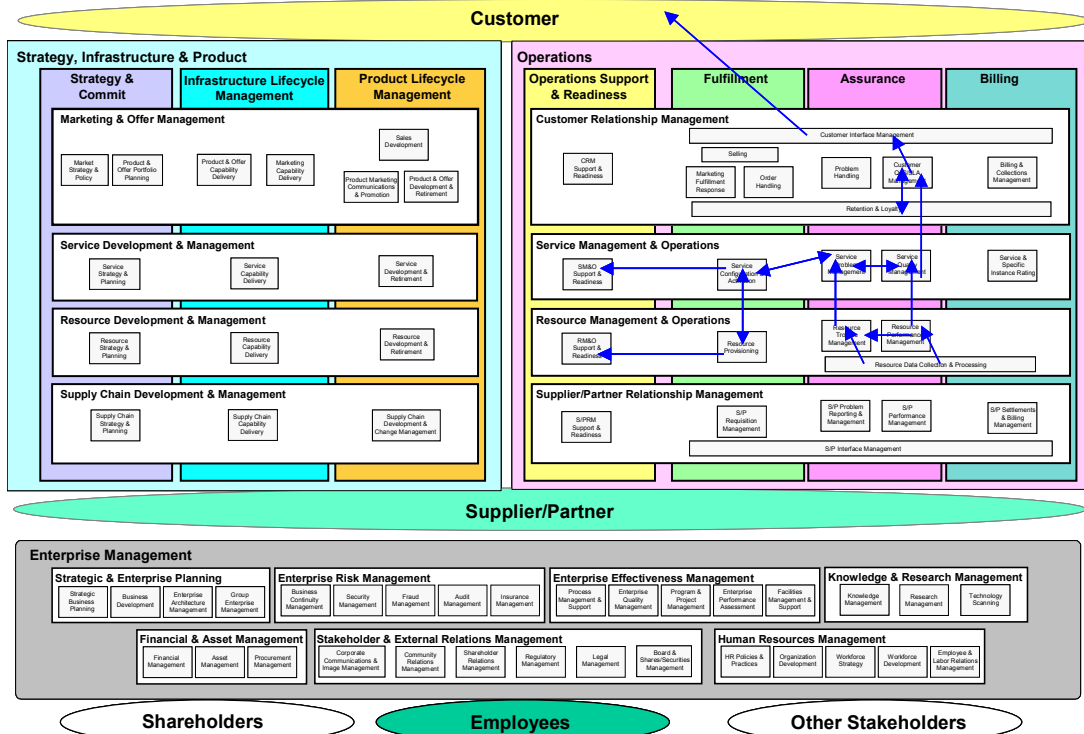 Customer
Strategy, Infrastructure & Product
Operations
Strategy &
Commit
Infrastructure Lifecycle
Management
Product Lifecycle
Management
Operations Support
& Readiness
Fulfillment
Assurance
Billing
Marketing & Offer Management
Sales
Development
Market
Strategy &
Policy
Product &
Offer Portfolio
Planning
Product & Offer
Capability
Delivery
Marketing
Capability
Delivery
Product Marketing
Communications
& Promotion
Product & Offer
Development &
Retirement
Customer Relationship Management
Customer Interface Management
Selling
CRM
Support &
Readiness
Marketing
Fulfillment
Response
Order
Handling
Problem
Handling
Customer
Management
Billing &
Collections
Management
Retention & Loyalty
Service Development & Management
Service
Strategy &
Planning
Service
Capability
Delivery
Service
Development &
Retirement
Service Management & Operations
SM&O
Support &
Readiness
Service
Configuration &
Activation
Service
Problem
Management
Service
Quality
Management
Service &
Specific
Instance Rating
Resource Development & Management
Resource
Strategy &
Planning
Resource
Capability
Delivery
Resource
Development &
Retirement
Resource Management & Operations
RM&O
Support &
Readiness
Resource
Provisioning
Resource
Trouble
Management
Resource
Performance
Management
Resource Data Collection & Processing
Supply Chain Development & Management
Supply Chain
Strategy &
Planning
Supply Chain
Capability
Delivery
Supply Chain
Development &
Change Management
Supplier/Partner Relationship Management
S/PRM
Support &
Readiness
S/P
Requisition
Management
S/P Problem
Reporting &
Management
S/P
Performance
Management
S/P Settlements
& Billing
Management
S/P Interface Management
Supplier/Partner
Enterprise Management
Strategic & Enterprise Planning
Strategic
Business
Planning
Business
Development
Enterprise
Architecture
Management
Group
Enterprise
Management
Enterprise Risk Management
Business
Continuity
Management
Security
Management
Fraud
Management
Audit
Management
Insurance
Management
Enterprise Effectiveness Management
Process
Management
& Support
Enterprise
Quality
Management
Program &
Project
Management
Enterprise
Performance
Assessment
Facilities
Management
& Support
Knowledge & Research Management
Knowledge
Management
Research
Management
Technology
Scanning
Financial & Asset Management
Financial
Management
Asset
Management
Procurement
Management
Stakeholder & External Relations Management
Corporate
Communications &
Image Management
Community
Relations
Management
Shareholder
Relations
Management
Regulatory
Management
Legal
Management
Board &
Shares/Securities
Management
Human Resources Management
HR Policies &
Practices
Organization
Development
Workforce
Strategy
Workforce
Development
Employee &
Labor Relations
Management
Shareholders
Employees
Other Stakeholders